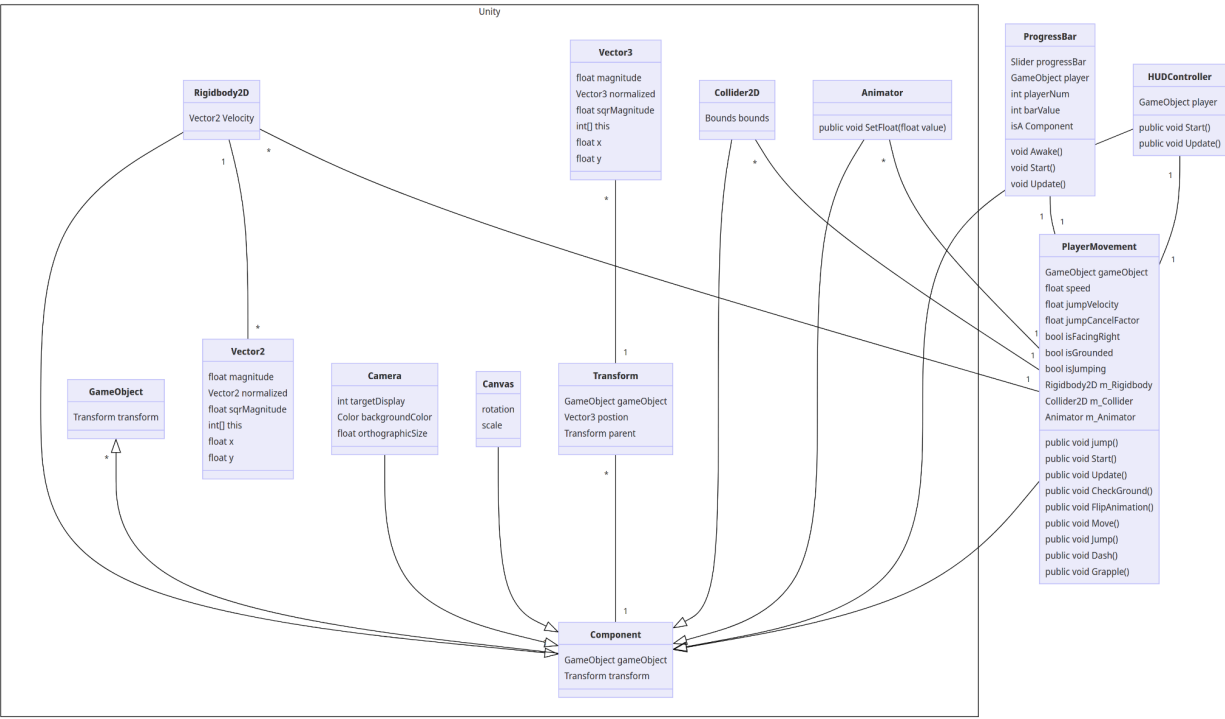 Unity
Vector3
float magnitude
Vector3 normalized
float sqrMagnitude
int[] this
float x
float y
*
Rigidbody2D
Vector2 Velocity
1
*
Collider2D
Bounds bounds
*
Animator
public void SetFloat(float value)
*
ProgressBar
Slider progressBar
GameObject player
int playerNum
int barValue
isA Component
void Awake()
void Start()
void Update()
1
1
HUDController
GameObject player
public void Start()
public void Update()
1
1
PlayerMovement
GameObject gameObject
float speed
float jumpVelocity
float jumpCancelFactor
bool isFacingRight
bool isGrounded
bool isJumping
Rigidbody2D m_Rigidbody
Collider2D m_Collider
Animator m_Animator
public void jump()
public void Start()
public void Update()
public void CheckGround()
public void FlipAnimation()
public void Move()
public void Jump()
public void Dash()
public void Grapple()
1
1
1
*
Vector2
float magnitude
Vector2 normalized
float sqrMagnitude
int[] this
float x
float y
GameObject
Transform transform
*
Camera
int targetDisplay
Color backgroundColor
float orthographicSize
Canvas
rotation
scale
1
Transform
GameObject gameObject
Vector3 postion
Transform parent
*
1
Component
GameObject gameObject
Transform transform